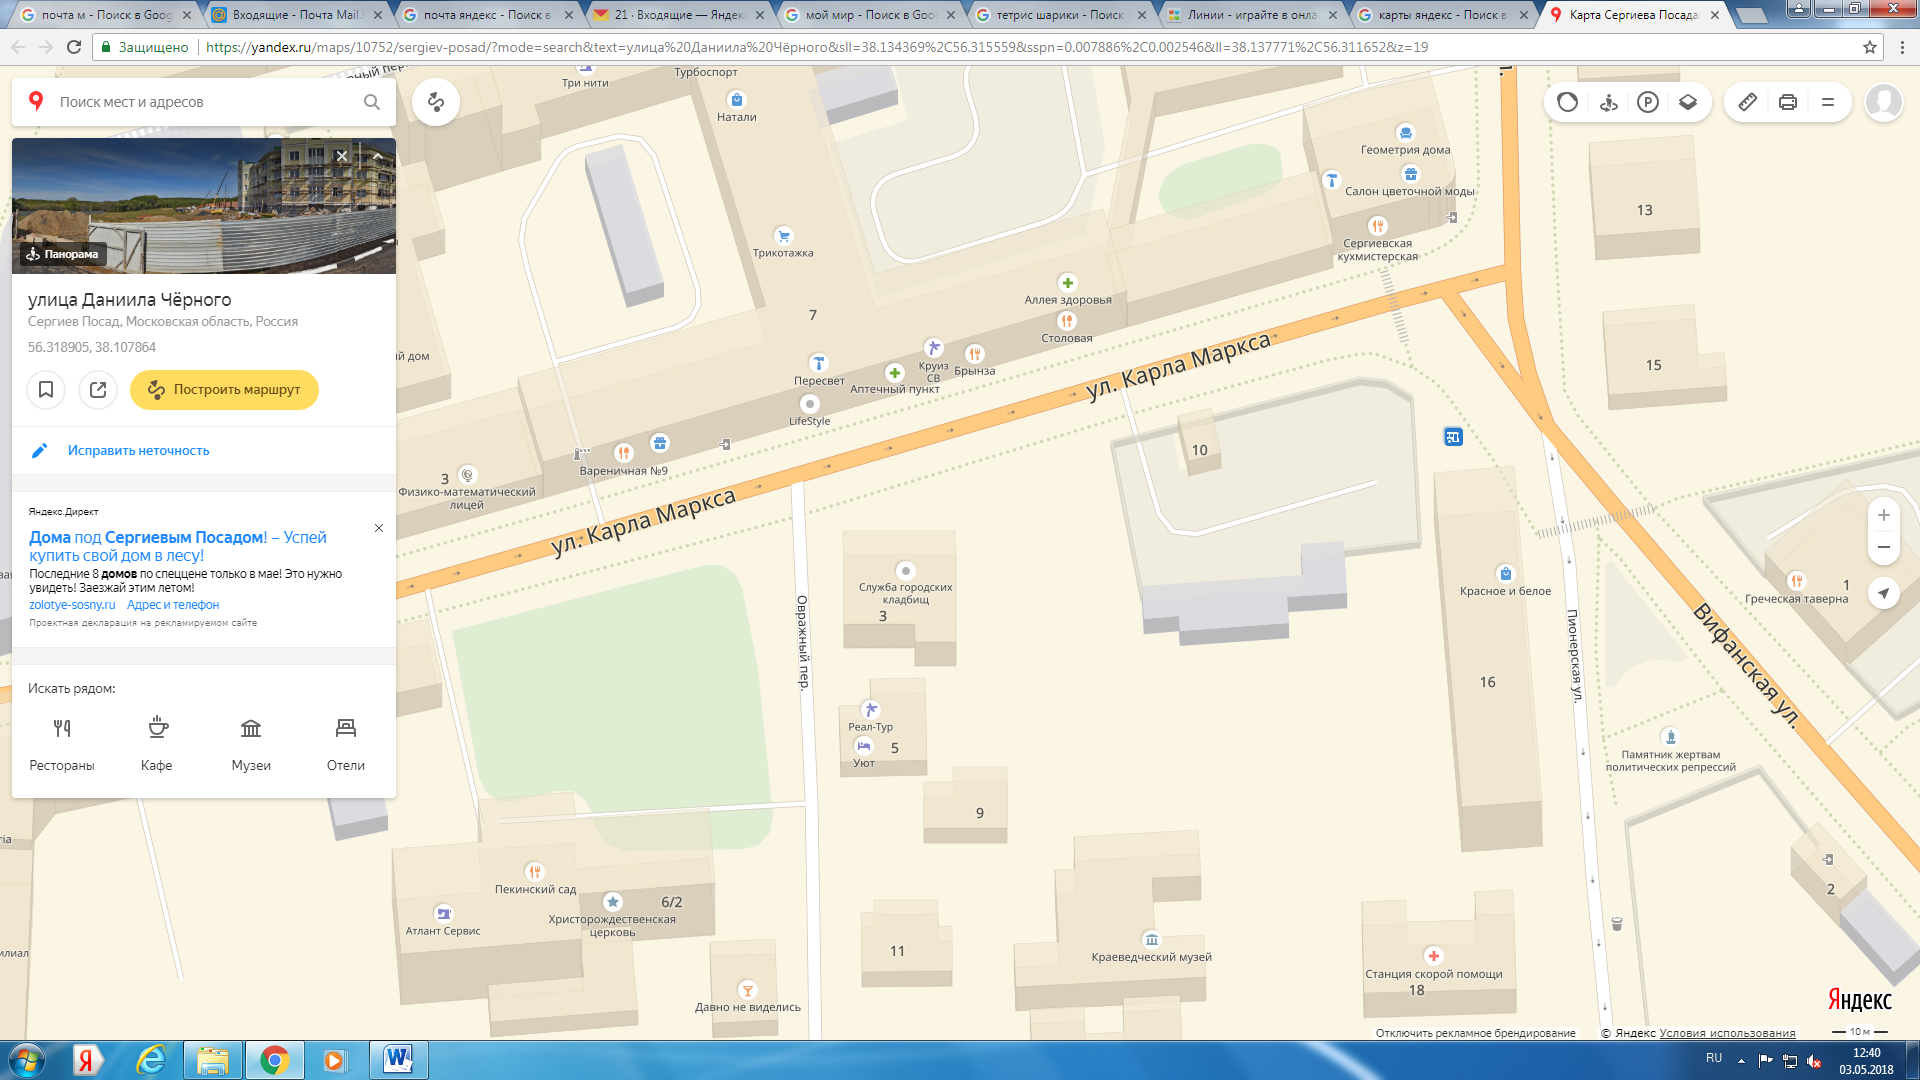 почта м - Поиск в Goog
Входящие - Почта Mail.
почта яндекс - Поиск в
21 · Входящие — Яндек
мой мир - Поиск в Goo
тетрис шарики - Поиск
Линии - играйте в онла
карты яндекс - Поиск в
Карта Сергиева Посада:
Защищено
https://yandex.ru/maps/10752/sergiev-posad/?mode=search&text=улица%20Даниила%20Чёрного&sll=38.134369%2C56.315559&sspn=0.007886%2C0.002546&ll=38.137771%2C56.311652&z=19
Поиск мест и адресов
Панорама
улица Даниила Чёрного
Сергиев Посад, Московская область, Россия
56.318905, 38.107864
Построить маршрут
Исправить неточность
Яндекс.Директ
Дома под Сергиевым Посадом! – Успей
купить свой дом в лесу!
Последние 8 домов по спеццене только в мае! Это нужно
увидеть! Заезжай этим летом!
zolotye-sosny.ru Адрес и телефон
Проектная декларация на рекламируемом сайте
Искать рядом:
Рестораны
Кафе
Музеи
Отели
Три нити
Турбоспорт
Натали
Трикотажка
7
Геометрия дома
Салон цветочной моды
Сергиевская
кухмистерская
13
15
Аллея здоровья
Столовая
Круиз
СВ
Брынза
Пересвет
Аптечный пункт
LifeStyle
ый дом
Вареничная №9
3
Физико-математический
лицей
ул. Карла Маркса
ул. Карла Маркса
10
Служба городских
кладбищ
3
Овражный пер.
Реал-Тур
5
Уют
9
11
Красное и белое
16
Пионерская ул.
Вифанская ул.
Греческая таверна
1
Памятник жертвам
политических репрессий
2
Пекинский сад
6/2
Христорождественская
церковь
Атлант Сервис
Давно не виделись
Краеведческий музей
Станция скорой помощи
18
Яндекс
Отключить рекламное брендирование
© Яндекс Условия использования
10 м
RU
12:40
03.05.2018